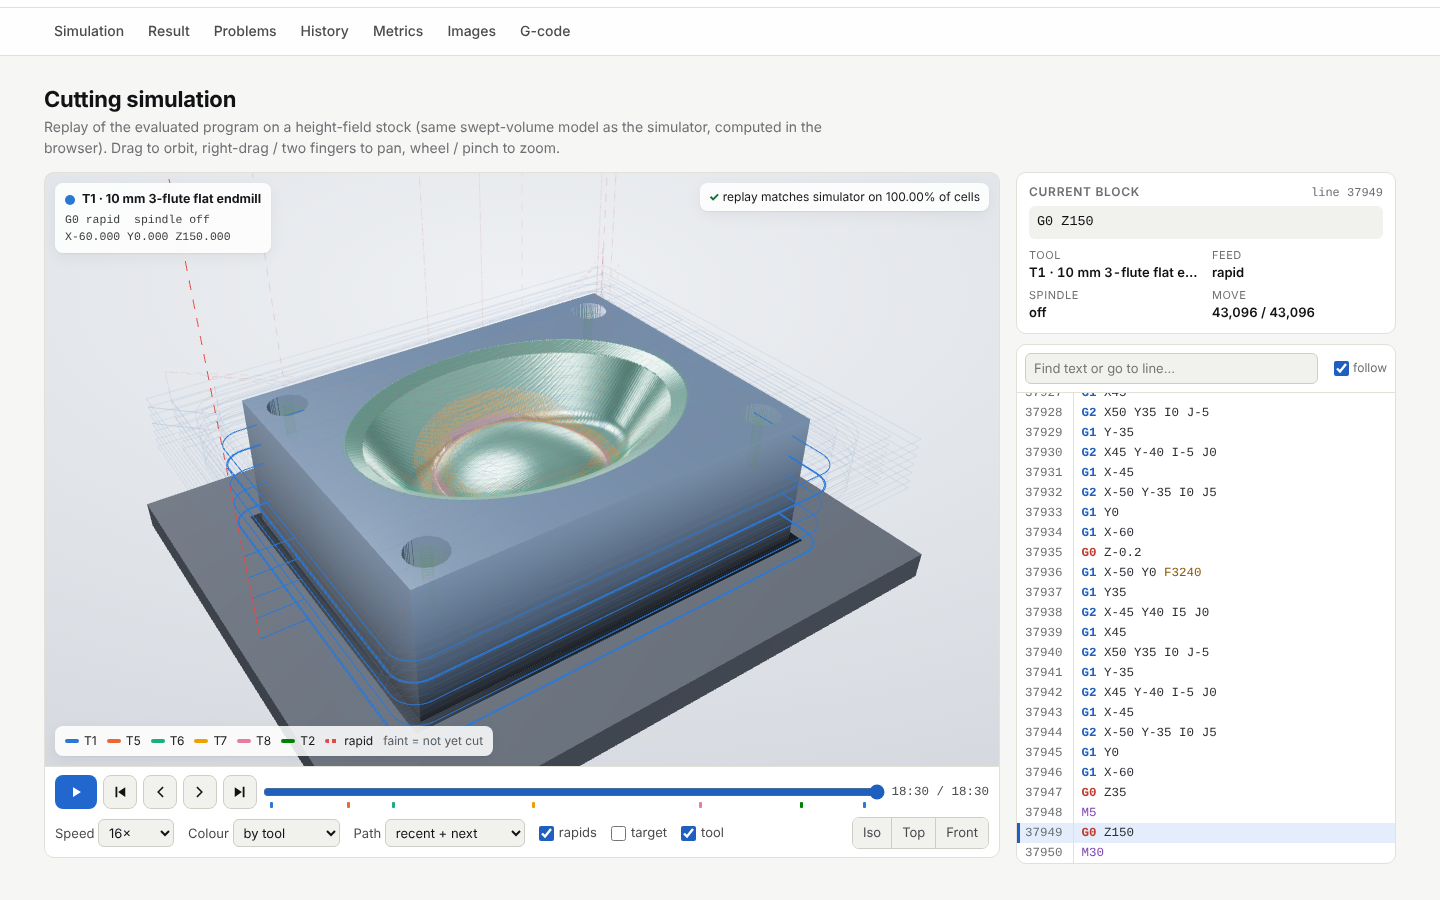 Simulation Result Problems History Metrics Images G-code
Cutting simulation
Replay of the evaluated program on a height-field stock (same swept-volume model as the simulator, computed in the
browser). Drag to orbit, right-drag / two fingers to pan, wheel / pinch to zoom.
T1 · 10 mm 3-flute flat endmill
G0 rapid spindle off
X-60.000 Y0.000 Z150.000
✓ replay matches simulator on 100.00% of cells
T1 T5 T6 T7 T8 T2 rapid faint = not yet cut
18:30 / 18:30
Speed 16× Colour by tool Path recent + next rapids target tool Iso Top Front
CURRENT BLOCK line 37949
G0 Z150
TOOL FEED
T1 · 10 mm 3-flute flat e... rapid
SPINDLE MOVE
off 43,096 / 43,096
Find text or go to line... follow
37927 G1 X45
37928 G2 X50 Y35 I0 J-5
37929 G1 Y-35
37930 G2 X45 Y-40 I-5 J0
37931 G1 X-45
37932 G2 X-50 Y-35 I0 J5
37933 G1 Y0
37934 G1 X-60
37935 G0 Z-0.2
37936 G1 X-50 Y0 F3240
37937 G1 Y35
37938 G2 X-45 Y40 I5 J0
37939 G1 X45
37940 G2 X50 Y35 I0 J-5
37941 G1 Y-35
37942 G2 X45 Y-40 I-5 J0
37943 G1 X-45
37944 G2 X-50 Y-35 I0 J5
37945 G1 Y0
37946 G1 X-60
37947 G0 Z35
37948 M5
37949 G0 Z150
37950 M30